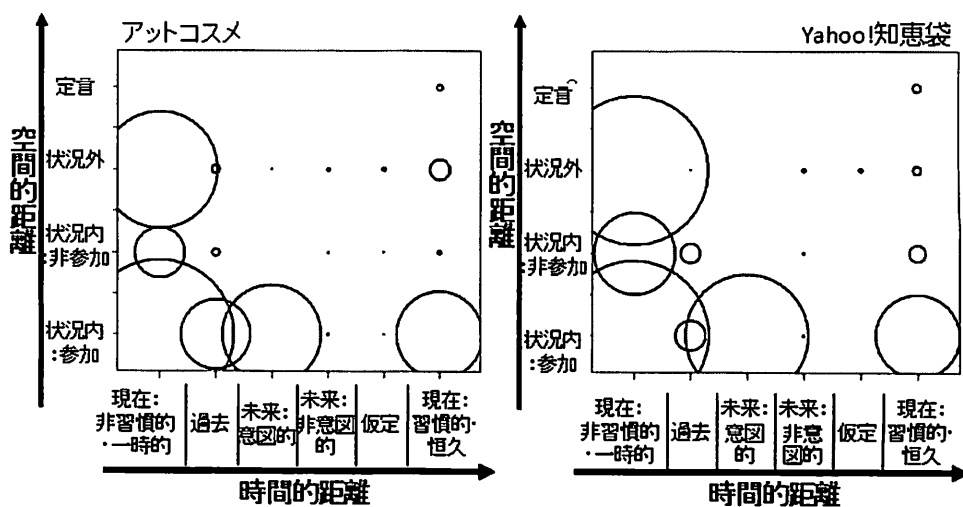 アットコスメ
空間的距離
定言
状況外
状況内
:非参加
状況内
:参加
現在:
非習慣的
・一時的
過去
未来:
意図的
未来:
非意図
的
仮定
現在:
習慣的・
恒久
時間的距離
Yahoo!知恵袋
空間的距離
定言
状況外
状況内
:非参加
状況内
:参加
現在:
非習慣的
・一時的
過去
未来:
意図
的
未来:
非意
図的
仮定
現在:
習慣的・
恒久
時間的距離